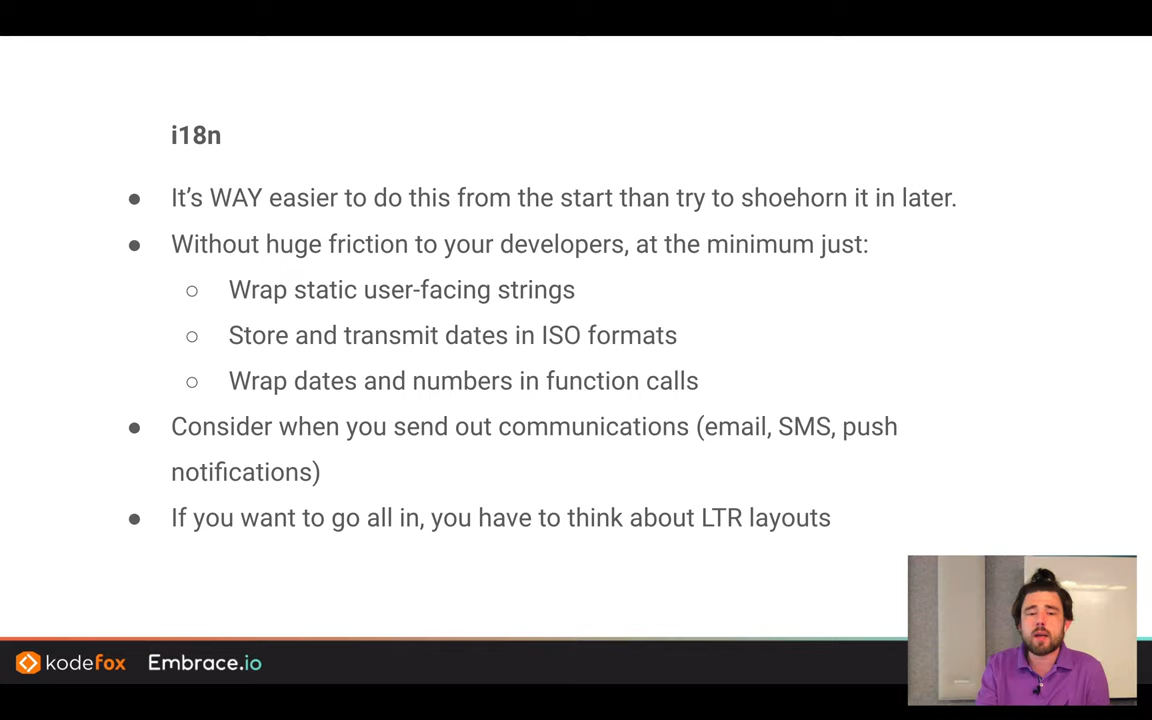 i18n
● It’s WAY easier to do this from the start than try to shoehorn it in later.
● Without huge friction to your developers, at the minimum just:
○ Wrap static user-facing strings
○ Store and transmit dates in ISO formats
○ Wrap dates and numbers in function calls
● Consider when you send out communications (email, SMS, push
notifications)
● If you want to go all in, you have to think about LTR layouts
kodefox Embrace.io